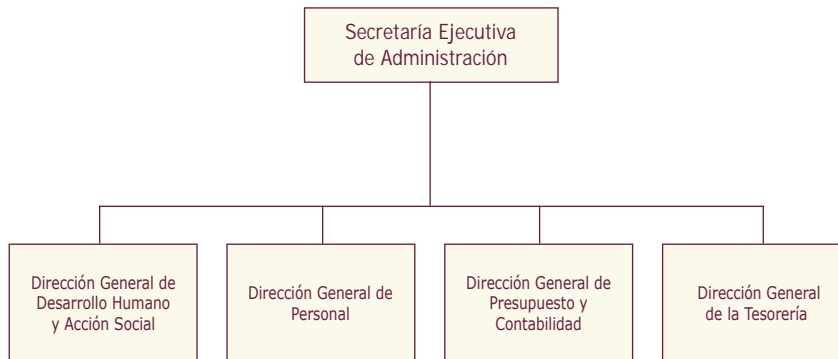 Secretaría Ejecutiva
de Administración
Dirección General de
Desarrollo Humano
y Acción Social
Dirección General de
Personal
Dirección General de
Presupuesto y
Contabilidad
Dirección General
de la Tesorería